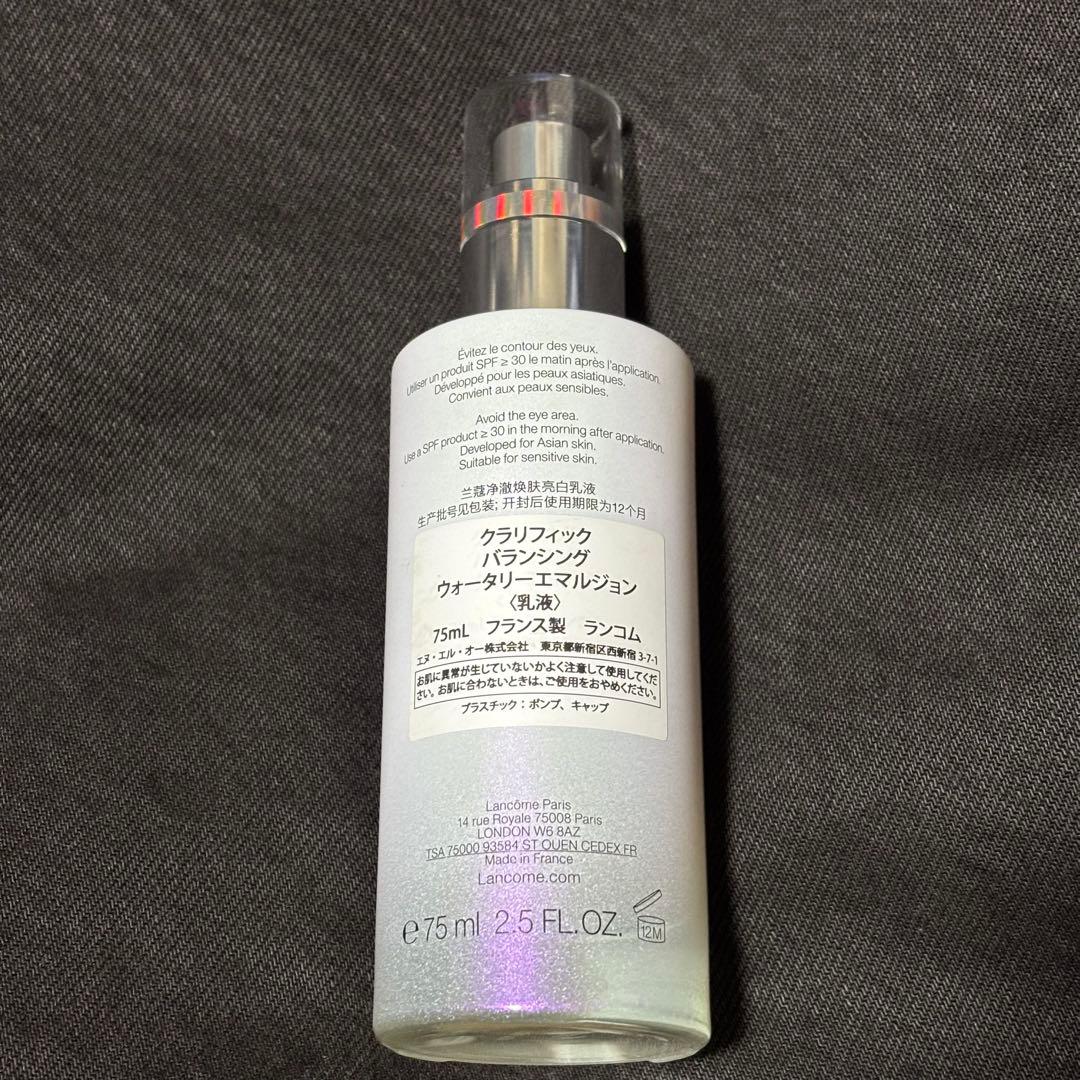 Évitez le contour des yeux.
Utiliser un produit SPF ≥ 30 le matin après l'application.
Développé pour les peaux asiatiques.
Convient aux peaux sensibles.
Avoid the eye area.
Use a SPF product ≥ 30 in the morning after application.
Developed for Asian skin.
Suitable for sensitive skin.
兰蔻净澈焕肤亮白乳液
生产批号见包装; 开封后使用期限为12个月
クラリフィック
バランシング
ウォータリーエマルジョン
〈乳液〉
75mL フランス製 ランコム
エヌ・エル・オー株式会社 東京都新宿区西新宿3-7-1
お肌に異常が生じていないかよく注意して使用してくだ
さい。お肌に合わないときは、ご使用をおやめください。
プラスチック：ポンプ、キャップ
Lancôme Paris
14 rue Royale 75008 Paris
LONDON W6 8AZ
TSA 75000 93584 ST OUEN CEDEX FR
Made in France
Lancome.com
e 75 ml 2.5 FL.OZ.
12M